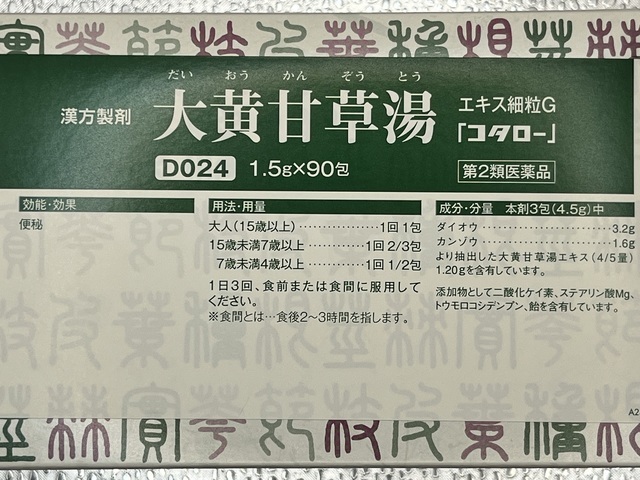 だい おう かん ぞう とう
漢方製剤 大黄甘草湯 エキス細粒G
「コタロー」
D024 1.5g×90包 第2類医薬品
効能・効果
便秘
用法・用量
大人(15歳以上)…………………1回 1包
15歳未満7歳以上…………………1回 2/3包
7歳未満4歳以上…………………1回 1/2包
1日3回、食前または食間に服用して
ください。
※食間とは…食後2〜3時間を指します。
成分・分量 本剤3包(4.5g)中
ダイオウ……………………………3.2g
カンゾウ……………………………1.6g
より抽出した大黄甘草湯エキス(4/5量)
1.20gを含有しています。
添加物として二酸化ケイ素、ステアリン酸Mg、
トウモロコシデンプン、飴を含有しています。
A2